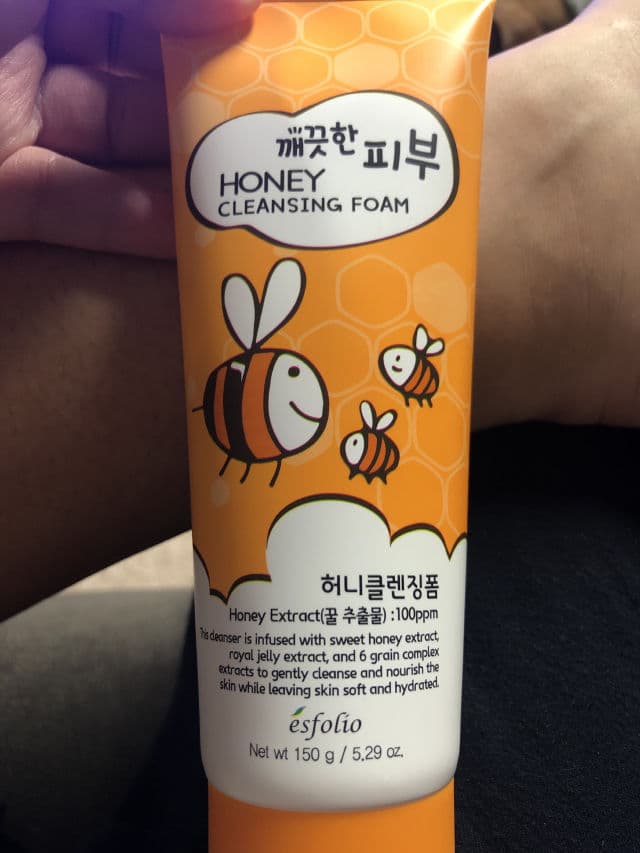 깨끗한 피부
HONEY
CLEANSING FOAM
허니클렌징폼
Honey Extract(꿀 추출물) :100ppm
This cleanser is infused with sweet honey extract,
royal jelly extract, and 6 grain complex
extracts to gently cleanse and nourish the
skin while leaving skin soft and hydrated.
esfolio
Net wt 150 g / 5.29 oz.